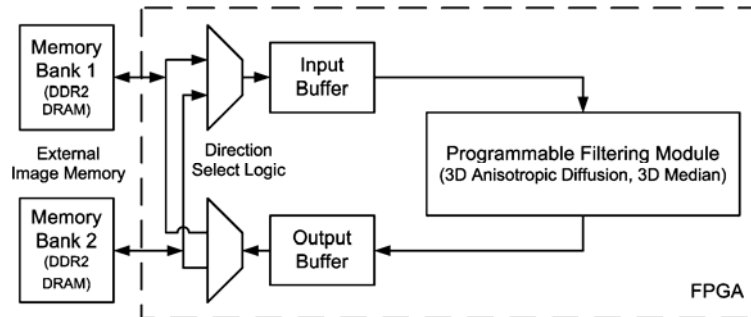 Memory
Bank 1
(DDR2
DRAM)
Input
Buffer
External
Image Memory
Direction
Select Logic
Programmable Filtering Module
(3D Anisotropic Diffusion, 3D Median)
Memory
Bank 2
(DDR2
DRAM)
Output
Buffer
FPGA